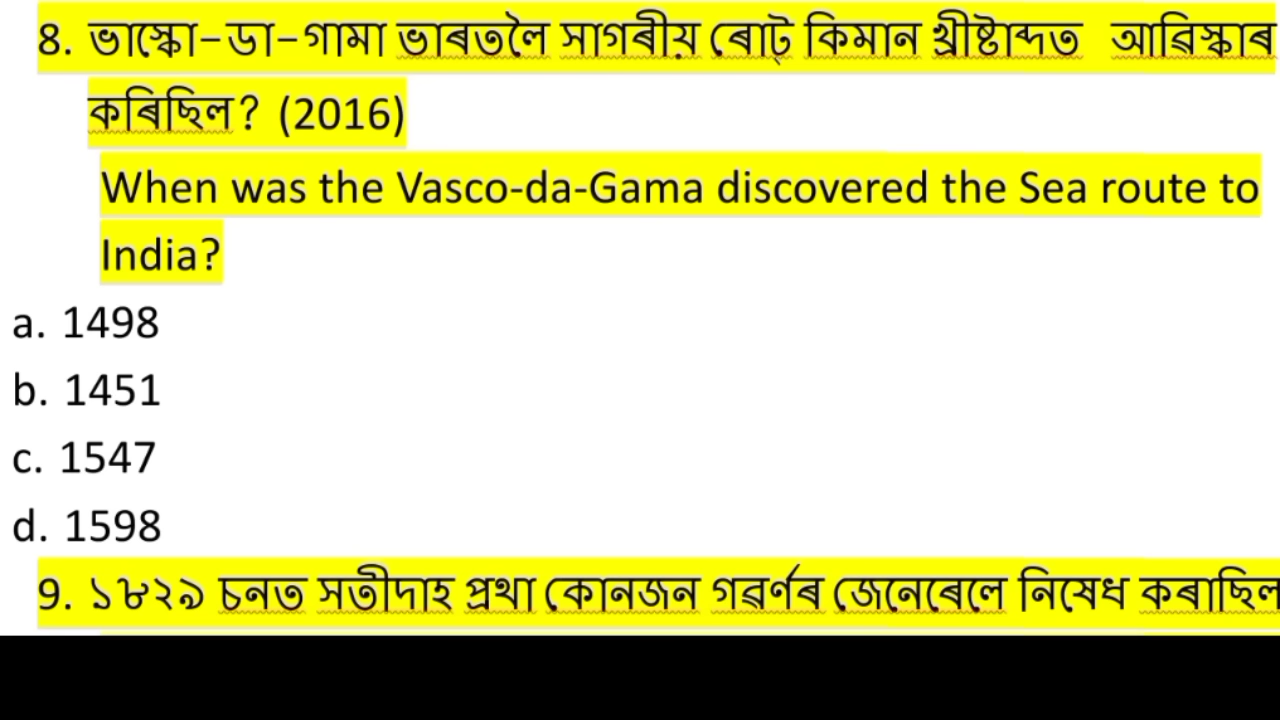 8. ভাস্কো-ডা-গামা ভাৰতলৈ সাগৰীয় ৰোট্ কিমান খ্ৰীষ্টাব্দত আৱিস্কাৰ
কৰিছিল? (2016)
When was the Vasco-da-Gama discovered the Sea route to
India?
a. 1498
b. 1451
c. 1547
d. 1598
9. ১৮২৯ চনত সতীদাহ প্ৰথা কোনজন গৱৰ্ণৰ জেনেৰেলে নিষেধ কৰাছিল